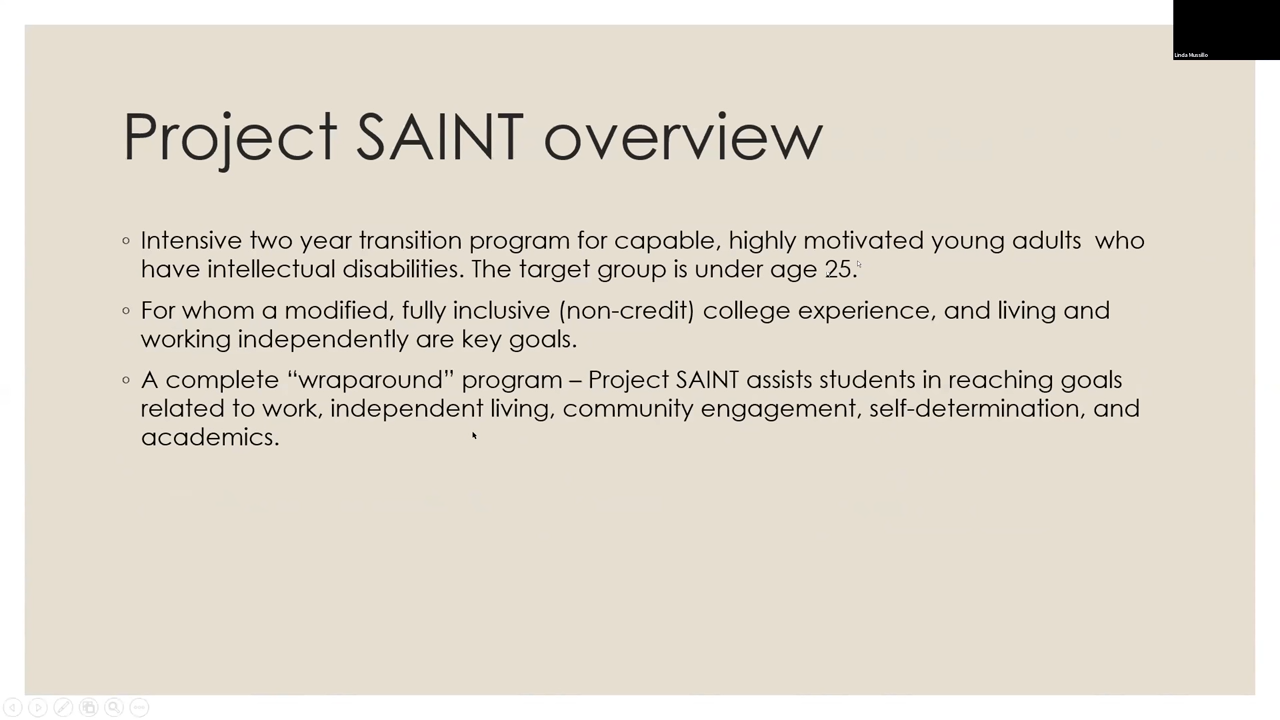 Linda Mussillo
Project SAINT overview
Intensive two year transition program for capable, highly motivated young adults who
have intellectual disabilities. The target group is under age 25.
For whom a modified, fully inclusive (non-credit) college experience, and living and
working independently are key goals.
A complete “wraparound” program – Project SAINT assists students in reaching goals
related to work, independent living, community engagement, self-determination, and
academics.